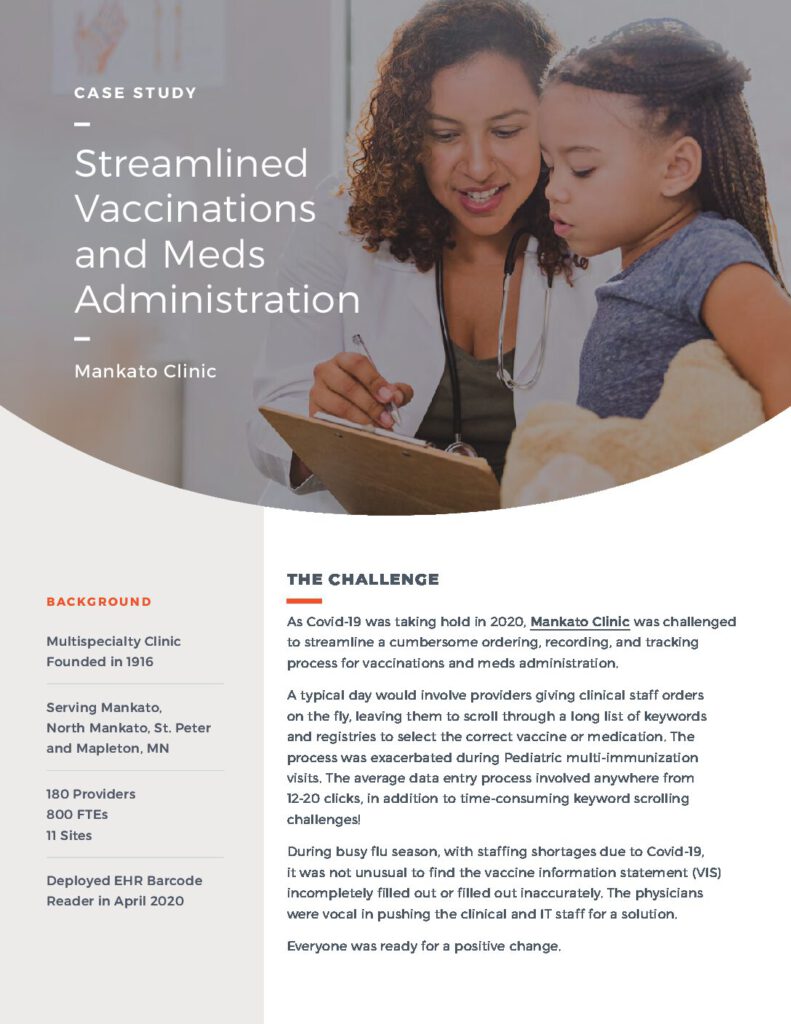 CASE STUDY
Streamlined
Vaccinations
and Meds
Administration
Mankato Clinic
BACKGROUND
Multispecialty Clinic
Founded in 1916
Serving Mankato,
North Mankato, St. Peter
and Mapleton, MN
180 Providers
800 FTEs
11 Sites
Deployed EHR Barcode
Reader in April 2020
THE CHALLENGE
As Covid-19 was taking hold in 2020, Mankato Clinic was challenged
to streamline a cumbersome ordering, recording, and tracking
process for vaccinations and meds administration.
A typical day would involve providers giving clinical staff orders
on the fly, leaving them to scroll through a long list of keywords
and registries to select the correct vaccine or medication. The
process was exacerbated during Pediatric multi-immunization
visits. The average data entry process involved anywhere from
12-20 clicks, in addition to time-consuming keyword scrolling
challenges!
During busy flu season, with staffing shortages due to Covid-19,
it was not unusual to find the vaccine information statement (VIS)
incompletely filled out or filled out inaccurately. The physicians
were vocal in pushing the clinical and IT staff for a solution.
Everyone was ready for a positive change.